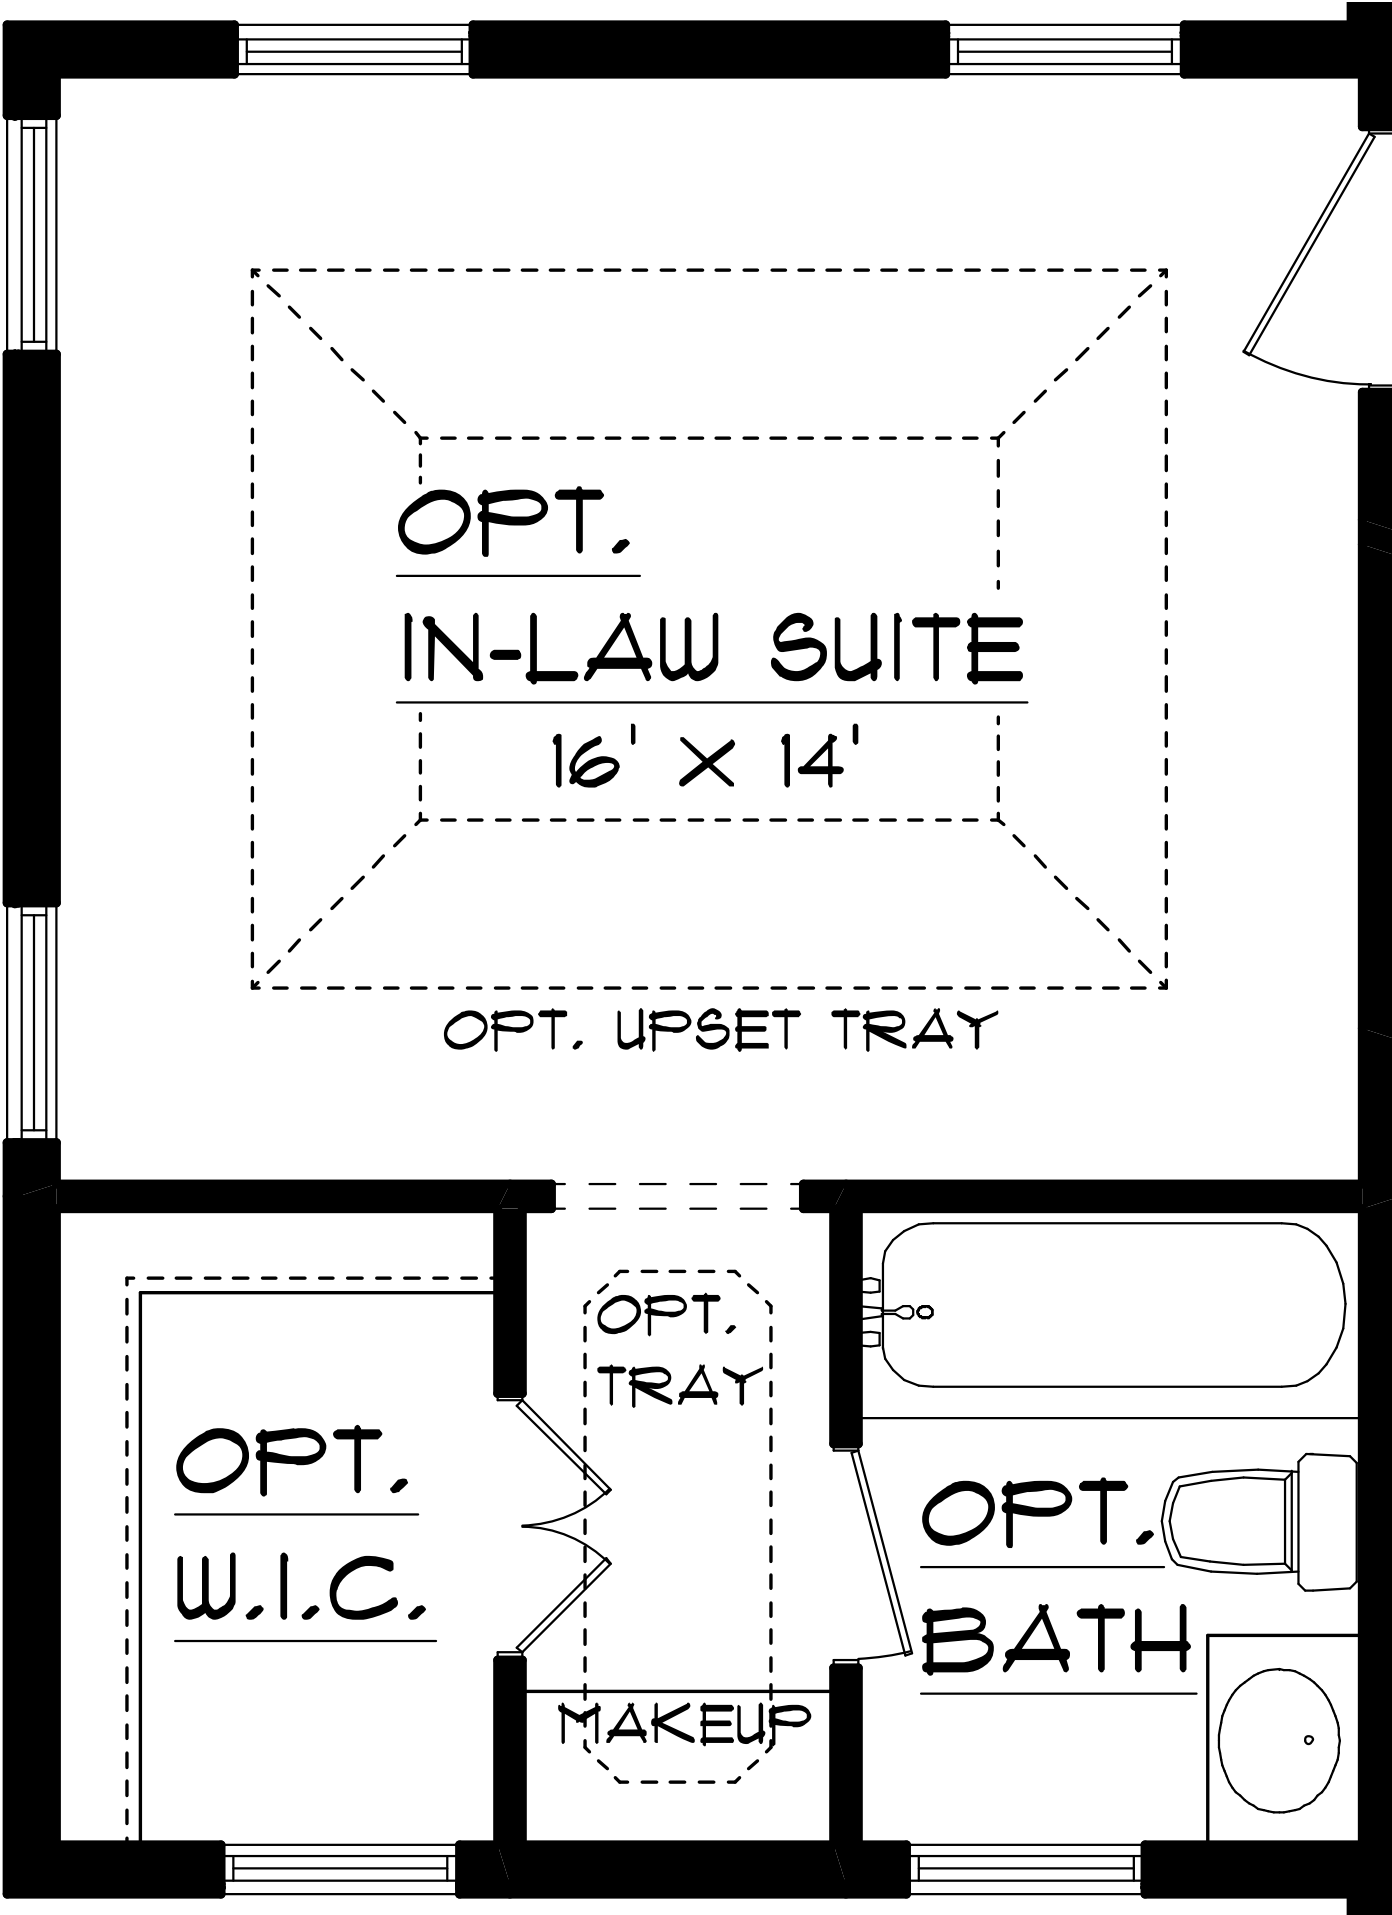 OPT.
IN-LAW SUITE
16' X 14'
OPT. UPSET TRAY
OPT.
TRAY
OPT.
W.I.C.
OPT.
BATH
MAKEUP